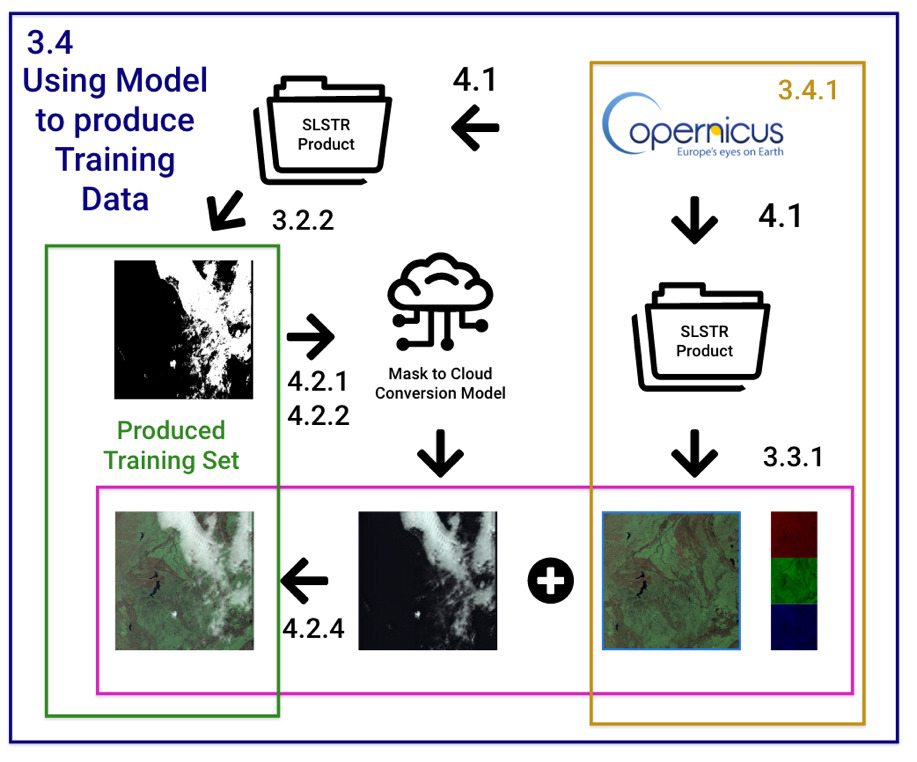 3.4
Using Model
to produce
Training
Data
SLSTR
Product
4.1
3.4.1
opernicus
Europe's eyes on Earth
4.1
3.2.2
SLSTR
Product
4.2.1
4.2.2
Mask to Cloud
Conversion Model
Produced
Training Set
3.3.1
4.2.4